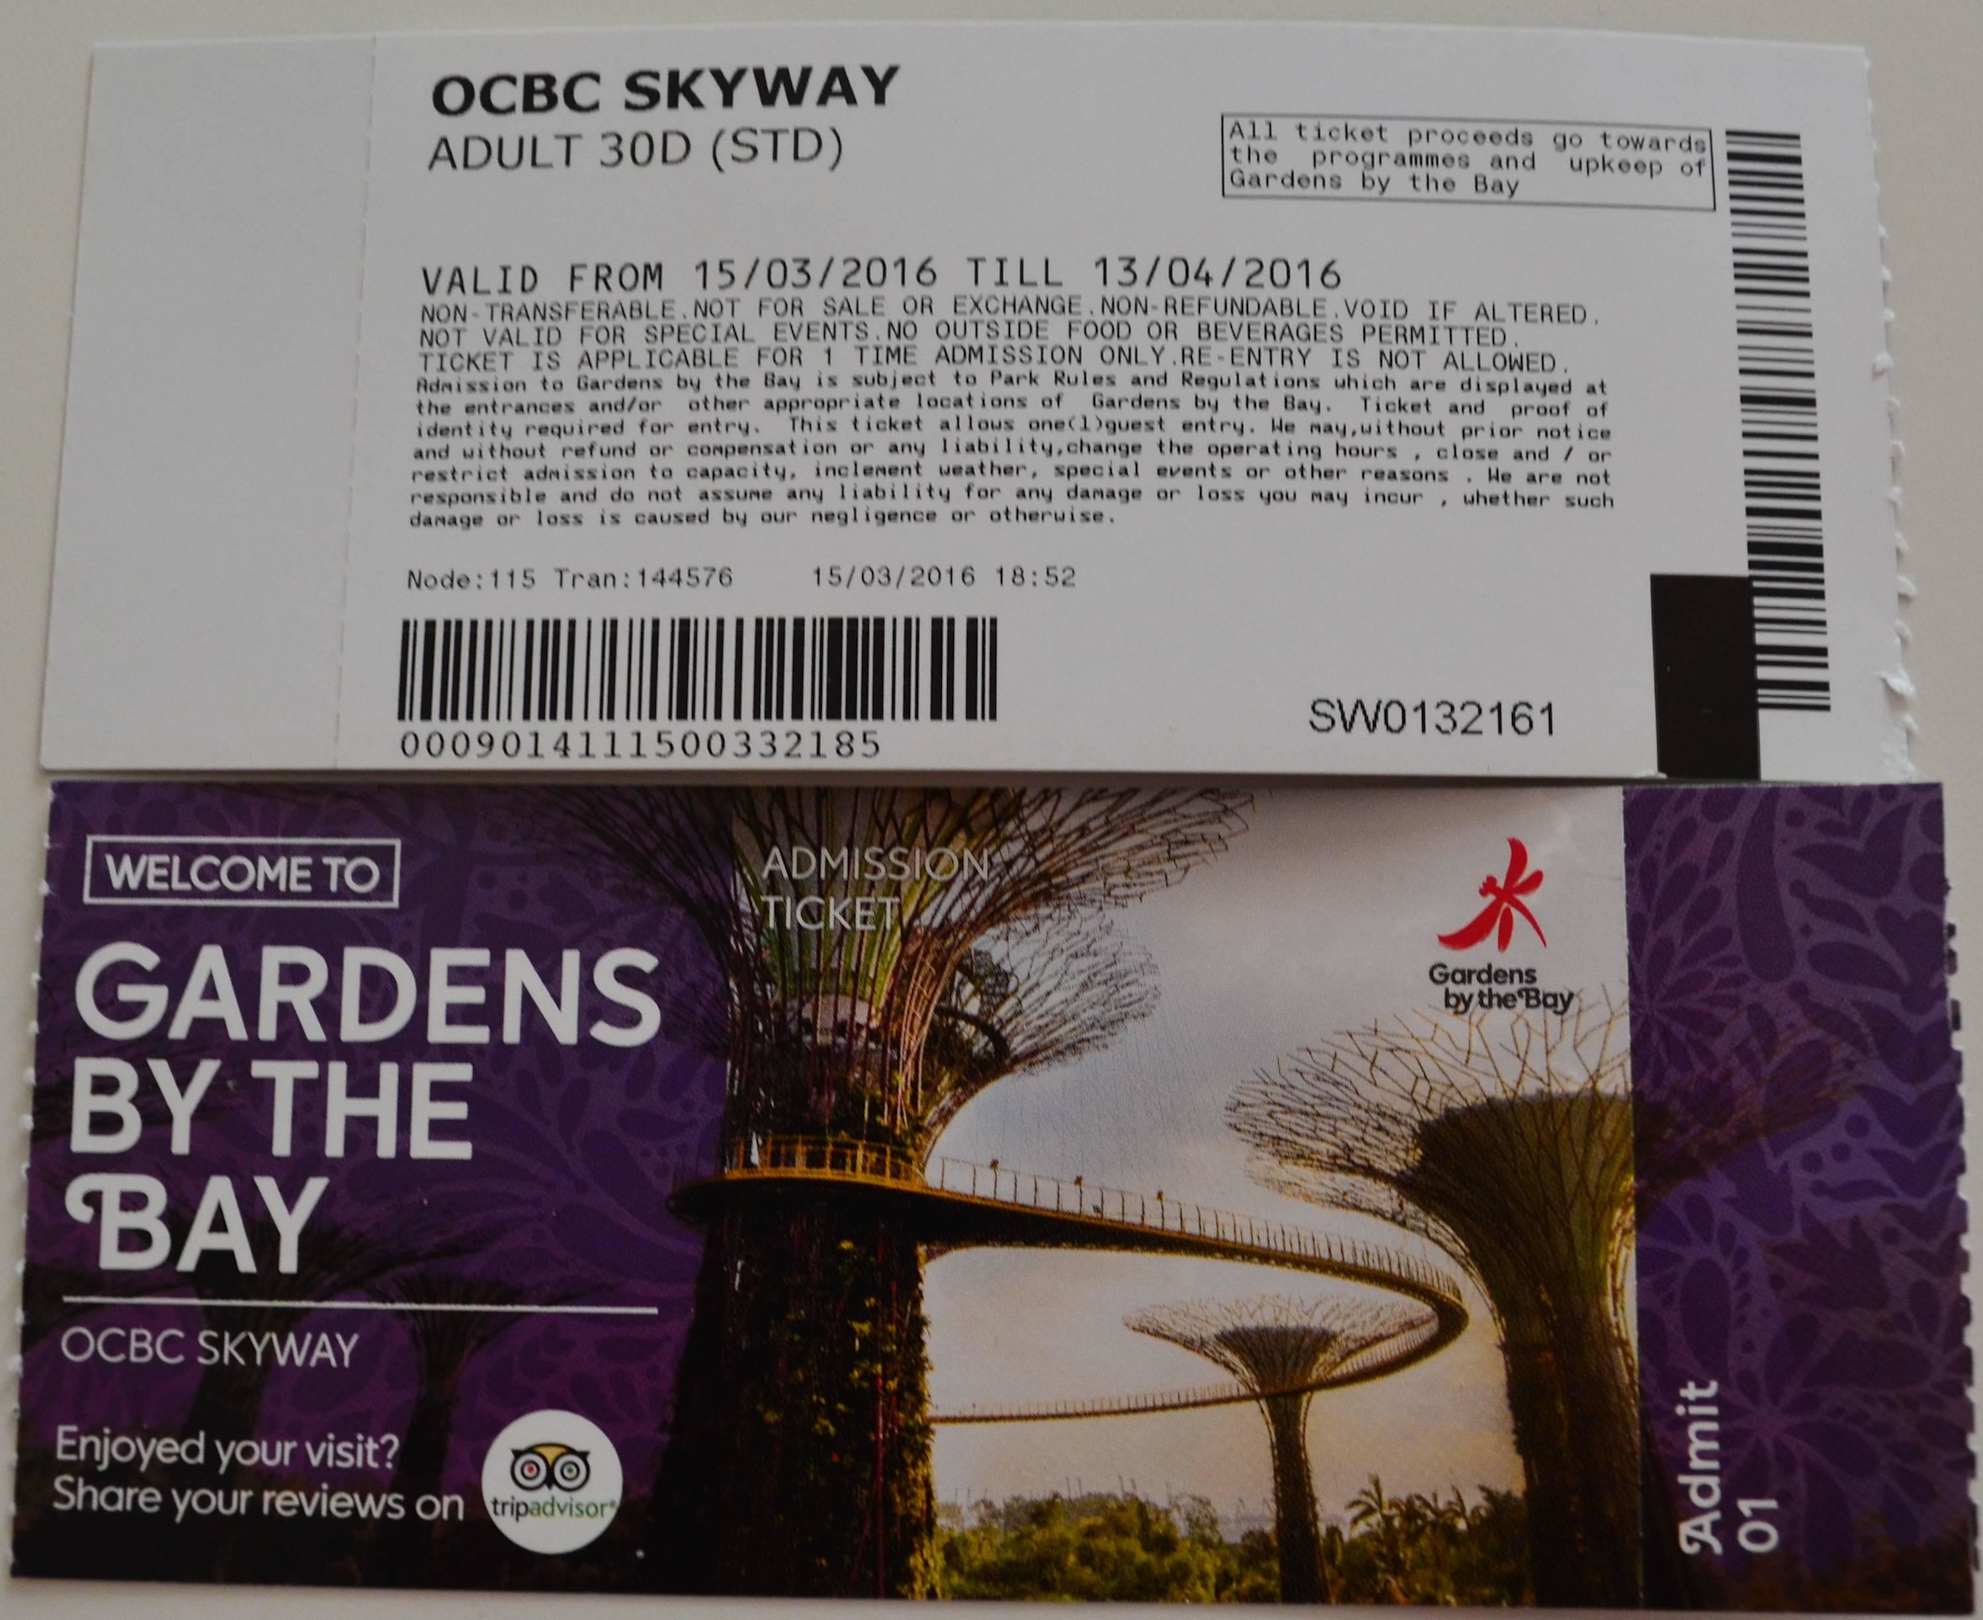 OCBC SKYWAY
ADULT 30D (STD)
All ticket proceeds go towards
the programmes and upkeep of
Gardens by the Bay
VALID FROM 15/03/2016 TILL 13/04/2016
NON-TRANSFERABLE.NOT FOR SALE OR EXCHANGE.NON-REFUNDABLE.VOID IF ALTERED.
NOT VALID FOR SPECIAL EVENTS.NO OUTSIDE FOOD OR BEVERAGES PERMITTED.
TICKET IS APPLICABLE FOR 1 TIME ADMISSION ONLY.RE-ENTRY IS NOT ALLOWED.
Admission to Gardens by the Bay is subject to Park Rules and Regulations which are displayed at
the entrances and/or other appropriate locations of Gardens by the Bay. Ticket and proof of
identity required for entry. This ticket allows one(1)guest entry. We may,without prior notice
and without refund or compensation or any liability,change the operating hours , close and / or
restrict admission to capacity, inclement weather, special events or other reasons . We are not
responsible and do not assume any liability for any damage or loss you may incur , whether such
damage or loss is caused by our negligence or otherwise.
Node:115 Tran:144576 15/03/2016 18:52
0009014111500332185
SW0132161
WELCOME TO
GARDENS
BY THE
BAY
OCBC SKYWAY
Enjoyed your visit?
Share your reviews on
tripadvisor®
ADMISSION
TICKET
Gardens
by the Bay
Admit
01